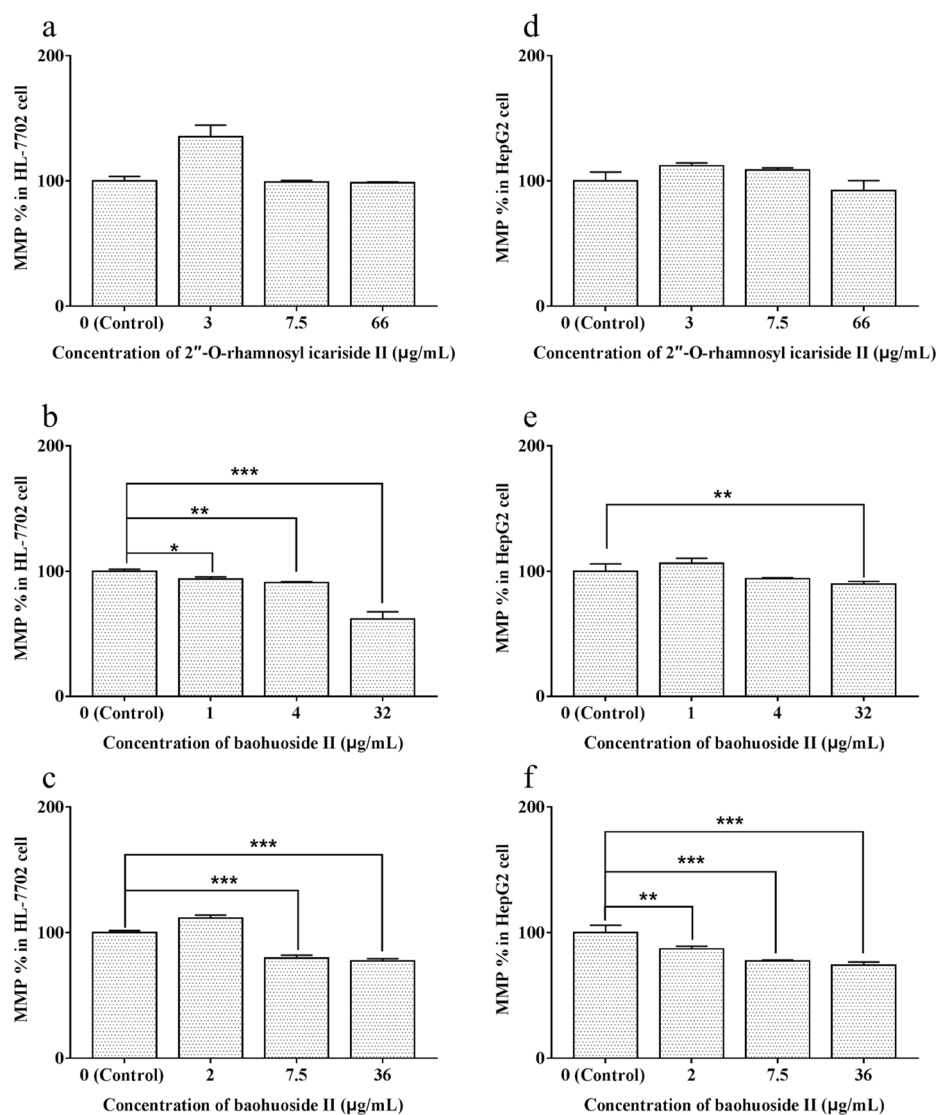 a
200
100
0
MMP % in HL-7702 cell
0 (Control) 3 7.5 66
Concentration of 2″-O-rhamnosyl icariside II (µg/mL)
d
200
100
0
MMP % in HepG2 cell
0 (Control) 3 7.5 66
Concentration of 2″-O-rhamnosyl icariside II (µg/mL)
b
200
100
0
MMP % in HL-7702 cell
***
**
*
0 (Control) 1 4 32
Concentration of baohuoside II (µg/mL)
e
200
100
0
MMP % in HepG2 cell
**
0 (Control) 1 4 32
Concentration of baohuoside II (µg/mL)
c
200
100
0
MMP % in HL-7702 cell
***
***
0 (Control) 2 7.5 36
Concentration of baohuoside II (µg/mL)
f
200
100
0
MMP % in HepG2 cell
***
***
**
0 (Control) 2 7.5 36
Concentration of baohuoside II (µg/mL)